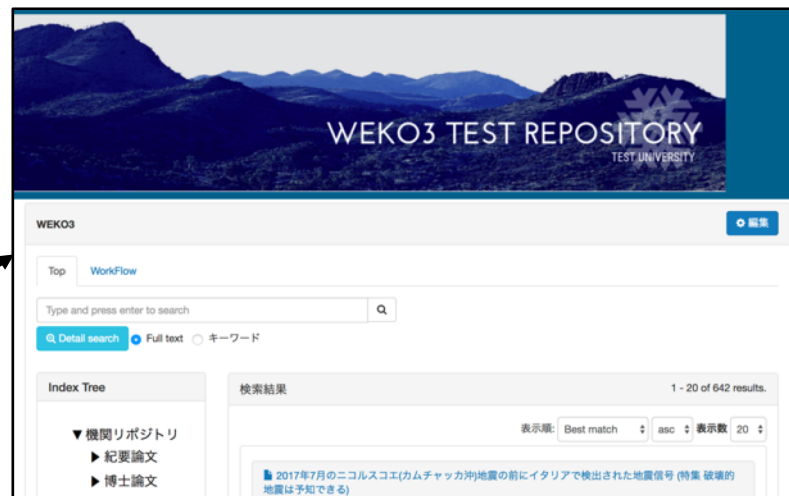 WEKO3 TEST REPOSITORY
TEST UNIVERSITY
WEKO3
編集
Top WorkFlow
Type and press enter to search
Detail search Full text キーワード
Index Tree
▼機関リポジトリ
▶紀要論文
▶博士論文
検索結果 1 - 20 of 642 results.
表示順: Best match asc 表示数 20
2017年7月のニコルスコエ(カムチャッカ沖)地震の前にイタリアで検出された地震信号 (特集 破壊的
地震は予知できる)